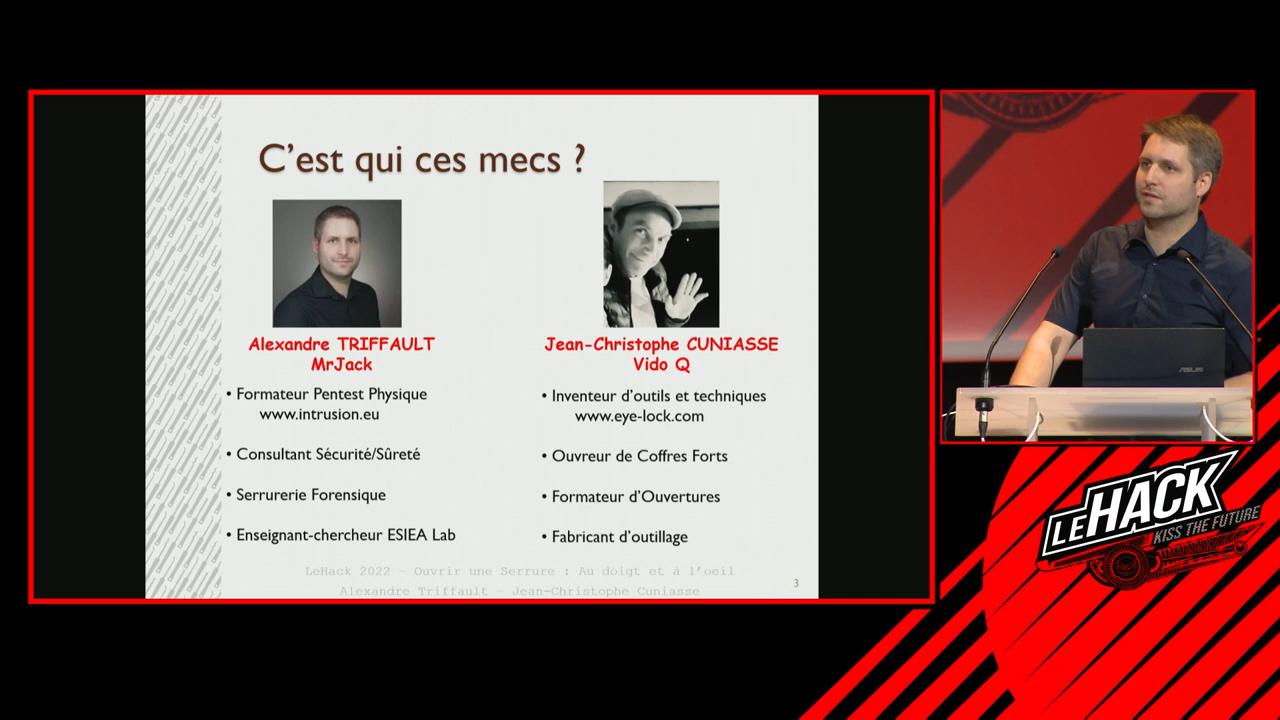 C'est qui ces mecs ?
Alexandre TRIFFAULT
MrJack
• Formateur Pentest Physique
www.intrusion.eu
• Consultant Sécurité/Sûreté
• Serrurerie Forensique
• Enseignant-chercheur ESIEA Lab
Jean-Christophe CUNIASSE
Vido Q
• Inventeur d'outils et techniques
www.eye-lock.com
• Ouvreur de Coffres Forts
• Formateur d'Ouvertures
• Fabricant d'outillage
LeHack 2022 – Ouvrir une Serrure : Au doigt et à l'oeil
Alexandre Triffault – Jean-Christophe Cuniasse
3
ASUS
LEHACK
KISS THE FUTURE